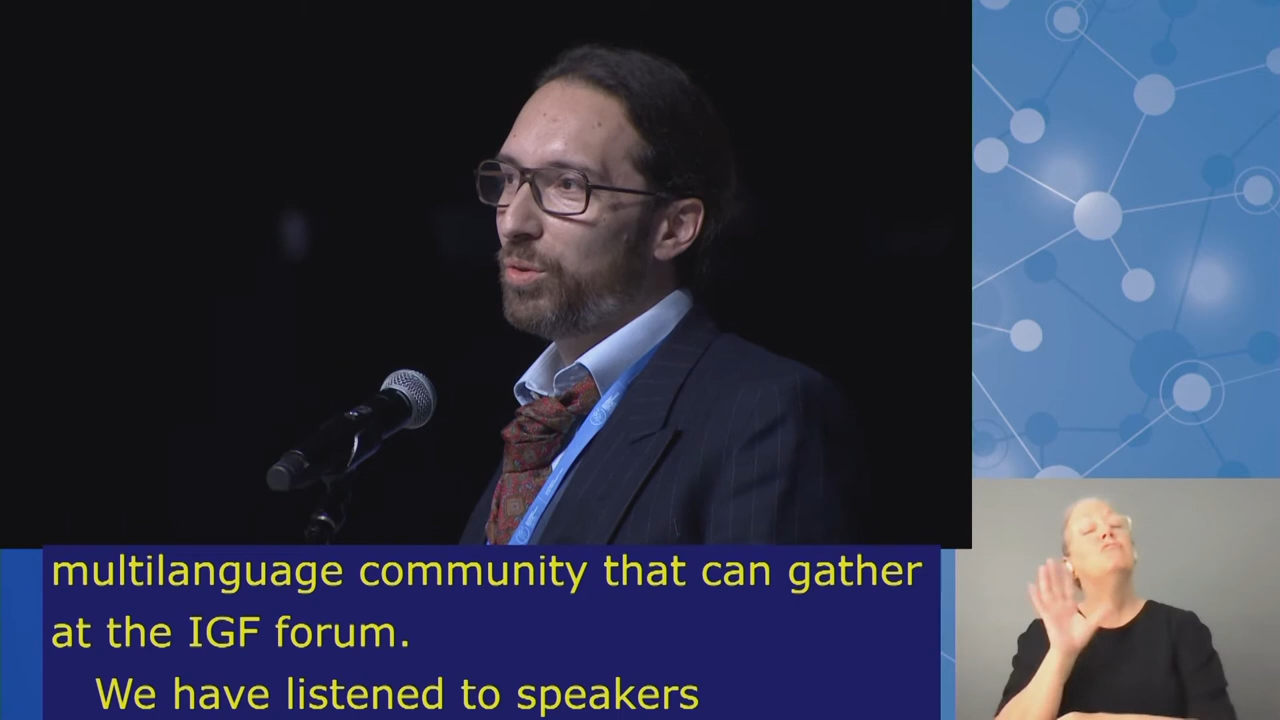 multilanguage community that can gather
at the IGF forum.
We have listened to speakers